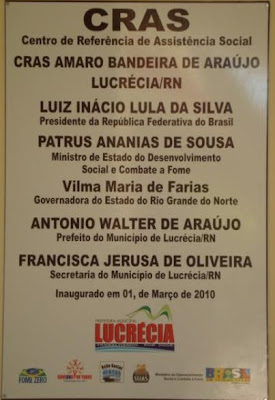 CRAS
Centro de Referência de Assistência Social
CRAS AMARO BANDEIRA DE ARAÚJO
LUCRÉCIA/RN
LUIZ INÁCIO LULA DA SILVA
Presidente da República Federativa do Brasil
PATRUS ANANIAS DE SOUSA
Ministro de Estado do Desenvolvimento
Social e Combate a Fome
Vilma Maria de Farias
Governadora do Estado do Rio Grande do Norte
ANTONIO WALTER DE ARAÚJO
Prefeito do Município de Lucrécia/RN
FRANCISCA JERUSA DE OLIVEIRA
Secretaria do Município de Lucrécia/RN
Inaugurado em 01, de Março de 2010
LUCRÉCIA
FOME ZERO
BRASIL